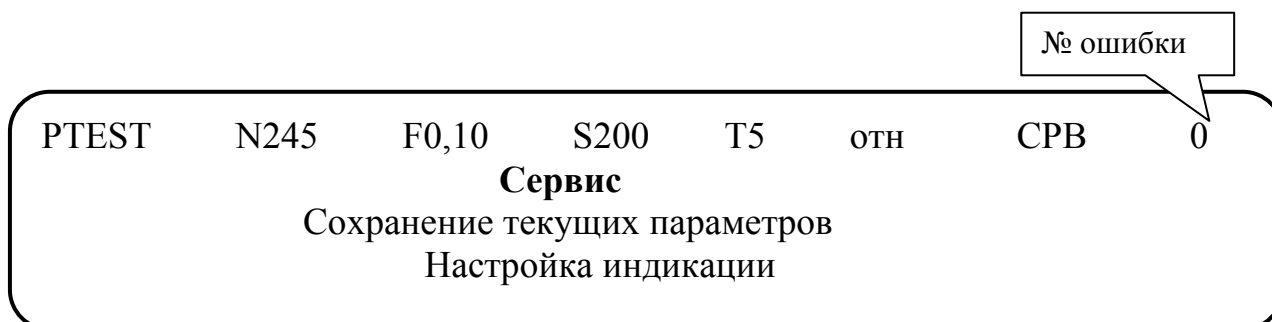 № ошибки
PTEST N245 F0,10 S200 T5 отн СРВ 0
Сервис
Сохранение текущих параметров
Настройка индикации